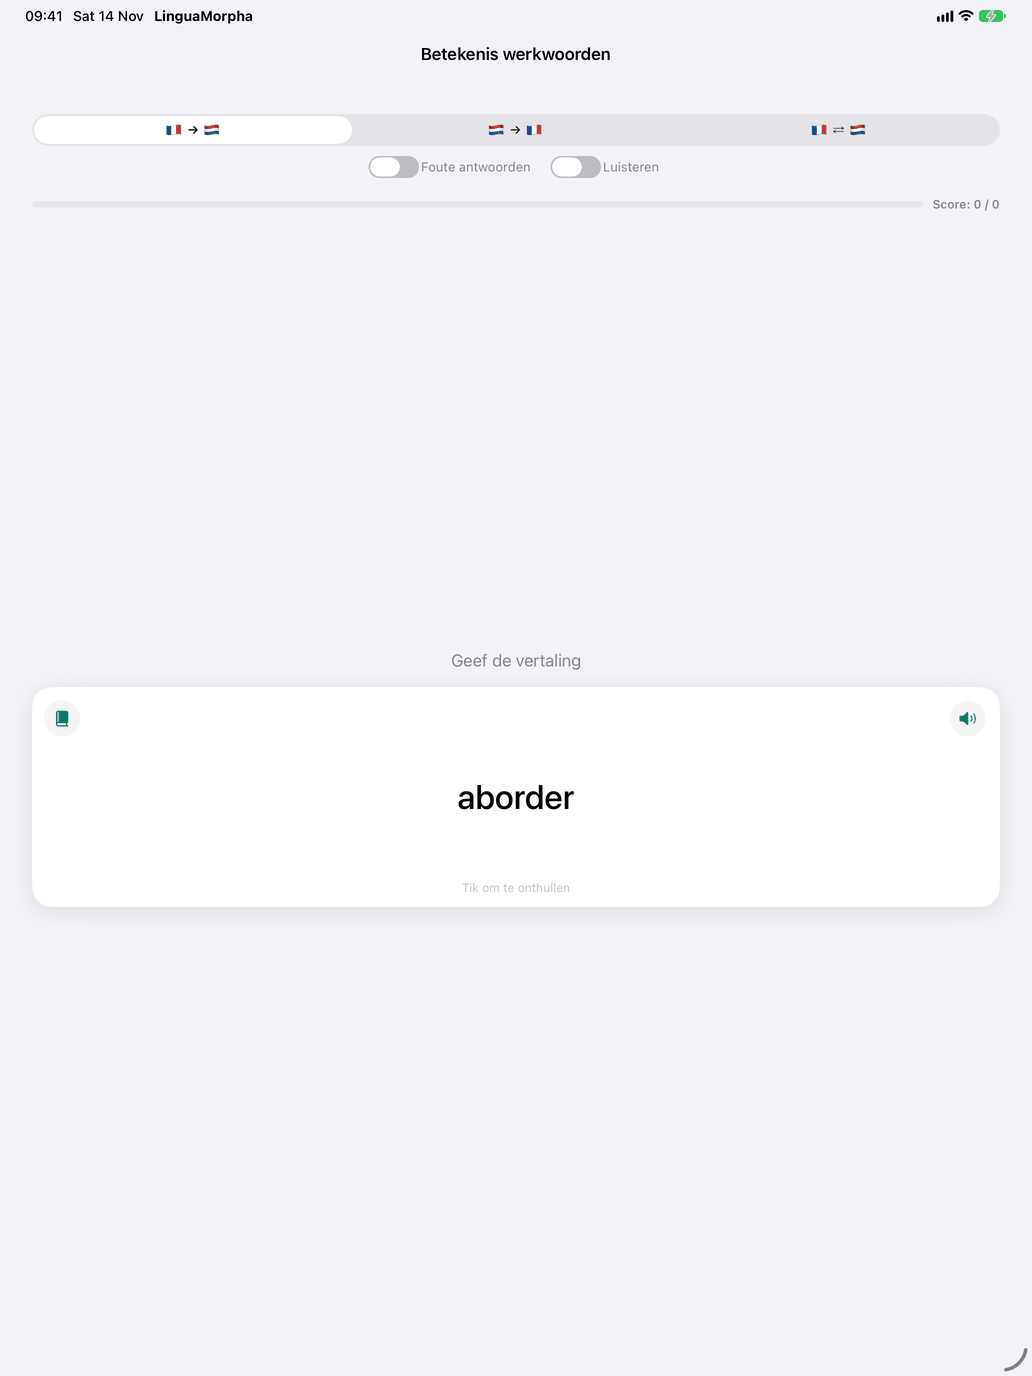 09:41 Sat 14 Nov LinguaMorpha
Betekenis werkwoorden
🇫🇷 → 🇳🇱 🇳🇱 → 🇫🇷 🇫🇷 ⇄ 🇳🇱
Foute antwoorden Luisteren
Score: 0 / 0
Geef de vertaling
aborder
Tik om te onthullen